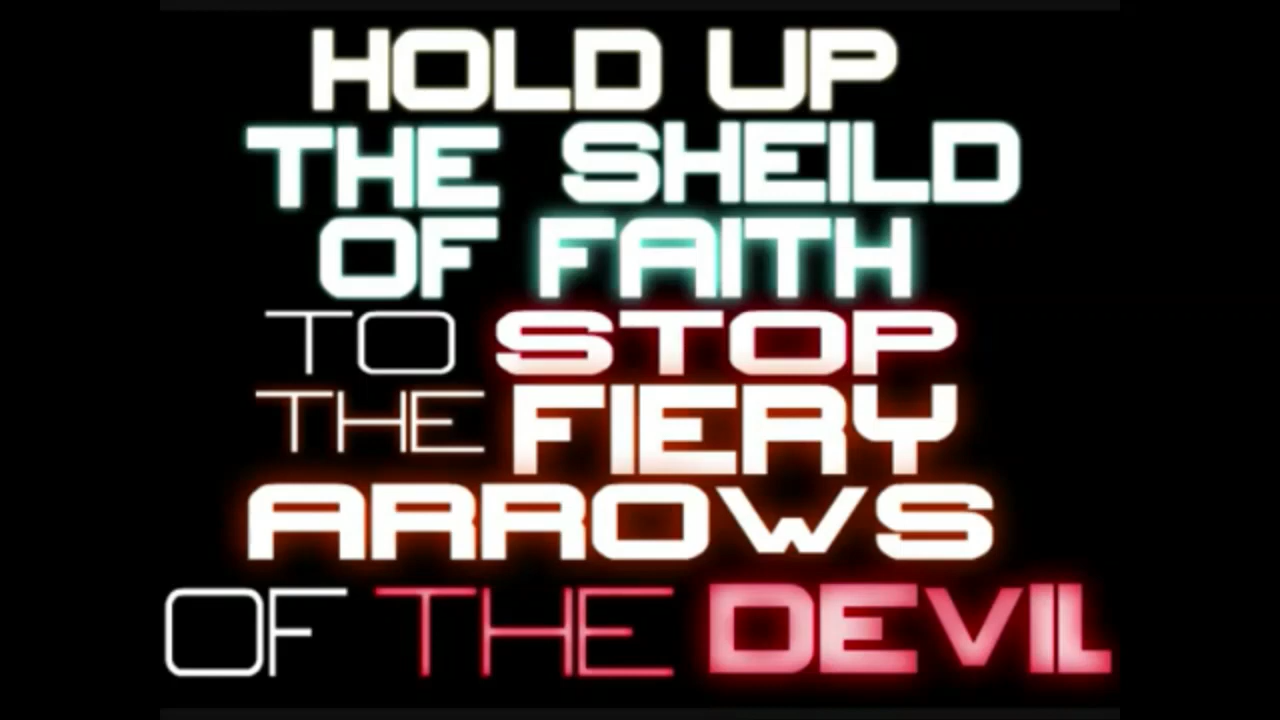 HOLD UP
THE SHEILD
OF FAITH
TO STOP
THE FIERY
ARROWS
OF THE DEVIL